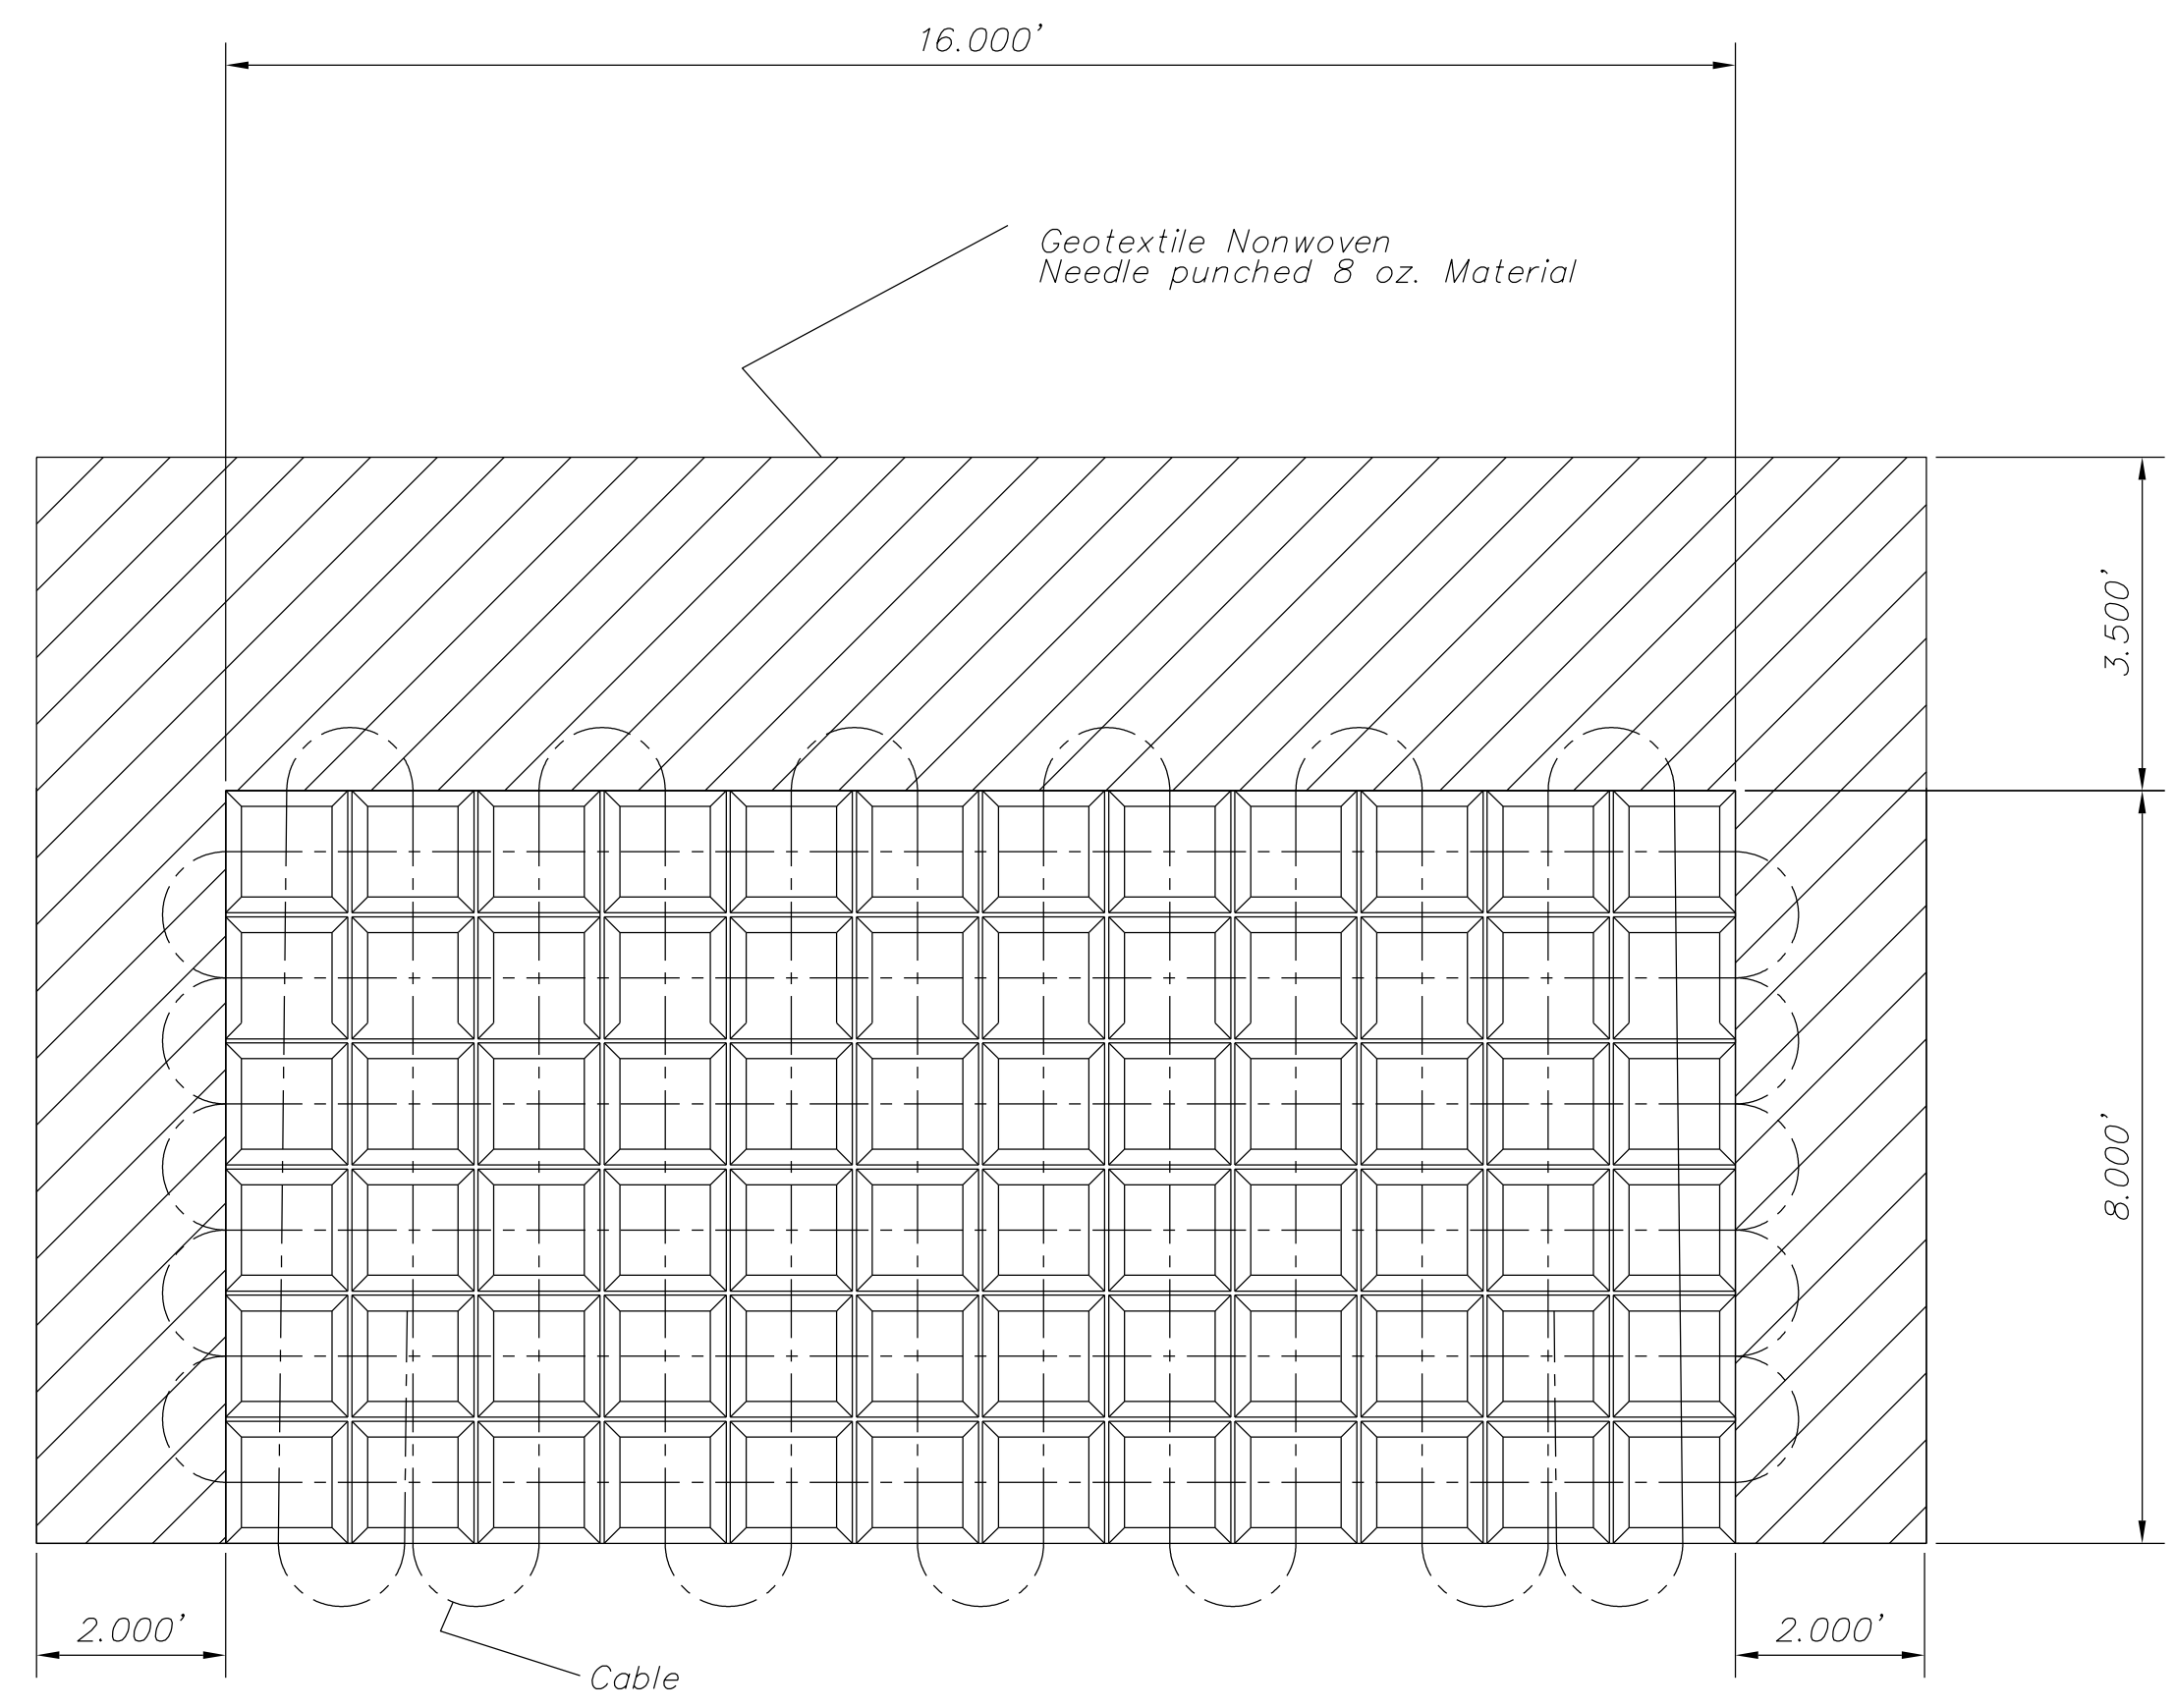 16.000'
Geotextile Nonwoven
Needle punched 8 oz. Material
3.500'
8.000'
2.000'
2.000'
Cable